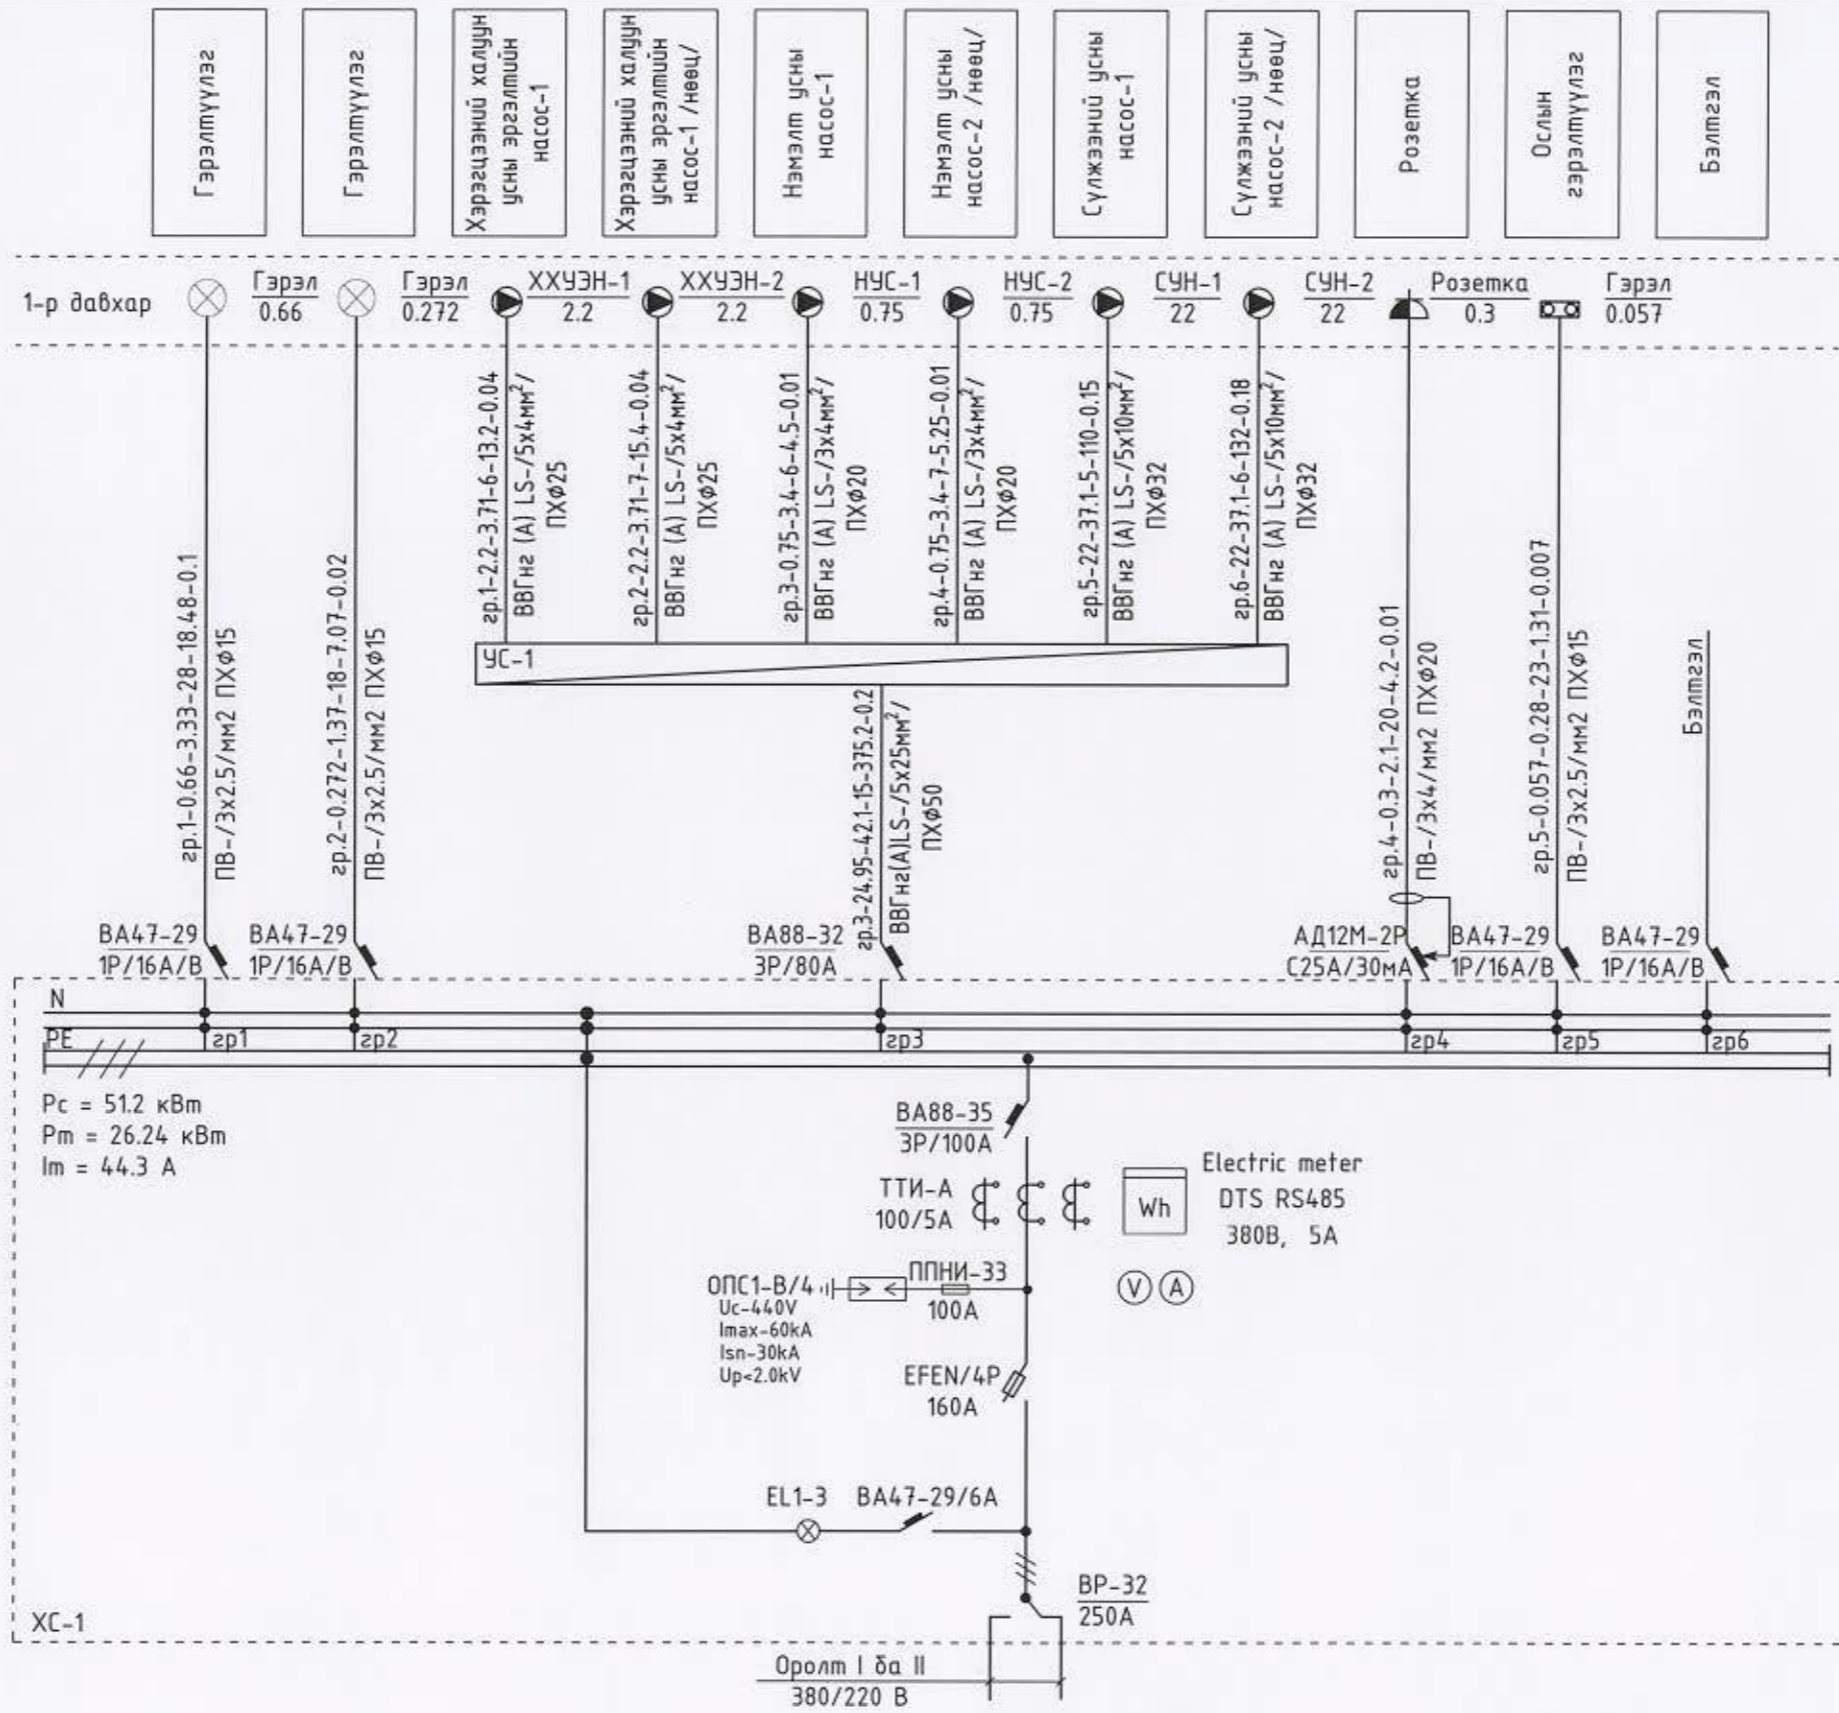 Гэрэлтүүлэг
Гэрэлтүүлэг
Хэрэгцээний халуун
усны эргэлтийн
насос-1
Хэрэгцээний халуун
усны эргэлтийн
насос-1 /нөөц/
Нэмэлт усны
насос-1
Нэмэлт усны
насос-2 /нөөц/
Сүлжээний усны
насос-1
Сүлжээний усны
насос-2 /нөөц/
Розетка
Ослын
гэрэлтүүлэг
Бэлтгэл
1-р давхар
Гэрэл
0.66
Гэрэл
0.272
ХХУЭН-1
2.2
ХХУЭН-2
2.2
НУС-1
0.75
НУС-2
0.75
СУН-1
22
СУН-2
22
Розетка
0.3
Гэрэл
0.057
гр.1-0.66-3.33-28-18.48-0.1
ПВ-/3х2.5/мм2 ПХф15
гр.2-0.272-1.37-18-7.07-0.02
ПВ-/3х2.5/мм2 ПХф15
гр.1-2.2-3.71-6-13.2-0.04
ВВГнг (А) LS-/5х4мм²/
ПХф25
гр.2-2.2-3.71-7-15.4-0.04
ВВГнг (А) LS-/5х4мм²/
ПХф25
гр.3-0.75-3.4-6-4.5-0.01
ВВГнг (А) LS-/3х4мм²/
ПХф20
гр.4-0.75-3.4-7-5.25-0.01
ВВГнг (А) LS-/3х4мм²/
ПХф20
гр.5-22-37.1-5-110-0.15
ВВГнг (А) LS-/5х10мм²/
ПХф32
гр.6-22-37.1-6-132-0.18
ВВГнг (А) LS-/5х10мм²/
ПХф32
УС-1
гр.3-24.95-42.1-15-375.2-0.2
ВВГнг(А)LS-/5х25мм²/
ПХф50
гр.4-0.3-2.1-20-4.2-0.01
ПВ-/3х4/мм2 ПХф20
гр.5-0.057-0.28-23-1.31-0.007
ПВ-/3х2.5/мм2 ПХф15
Бэлтгэл
ВА47-29
1Р/16А/В
ВА47-29
1Р/16А/В
ВА88-32
3Р/80А
АД12М-2Р
С25А/30мА
ВА47-29
1Р/16А/В
ВА47-29
1Р/16А/В
N
PE
гр1
гр2
гр3
гр4
гр5
гр6
Рс = 51.2 кВт
Рт = 26.24 кВт
Iт = 44.3 А
ВА88-35
3Р/100А
ТТИ-А
100/5А
Wh
Electric meter
DTS RS485
380В, 5А
ОПС1-В/4
Uc-440V
Imax-60kA
Isn-30kA
Up<2.0kV
ППНИ-33
100А
V A
EFEN/4P
160А
EL1-3
ВА47-29/6А
ВР-32
250А
ХС-1
Оролт I ба II
380/220 В